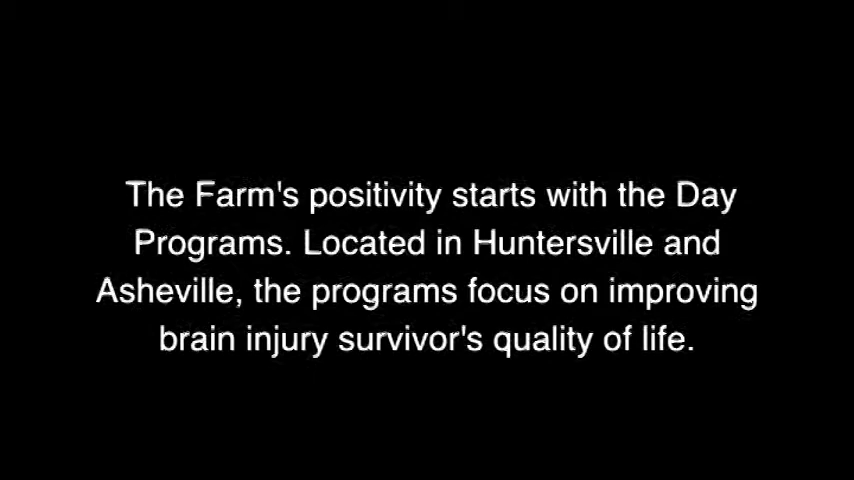 The Farm's positivity starts with the Day
Programs. Located in Huntersville and
Asheville, the programs focus on improving
brain injury survivor's quality of life.